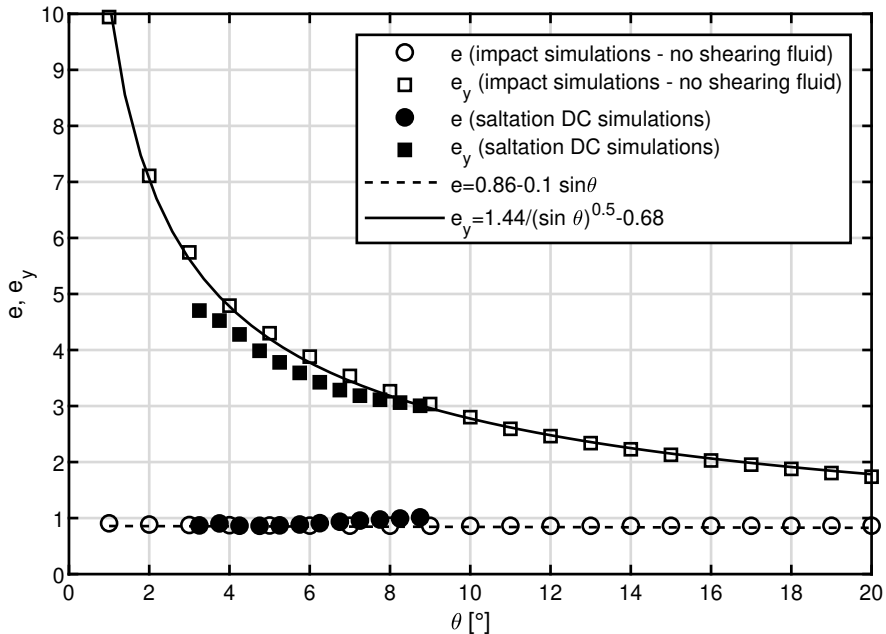 10
9
8
7
6
5
4
3
2
1
0
e, e_y
e (impact simulations - no shearing fluid)
e_y (impact simulations - no shearing fluid)
e (saltation DC simulations)
e_y (saltation DC simulations)
e=0.86-0.1 sinθ
e_y=1.44/(sin θ)^0.5-0.68
0 2 4 6 8 10 12 14 16 18 20
θ [°]